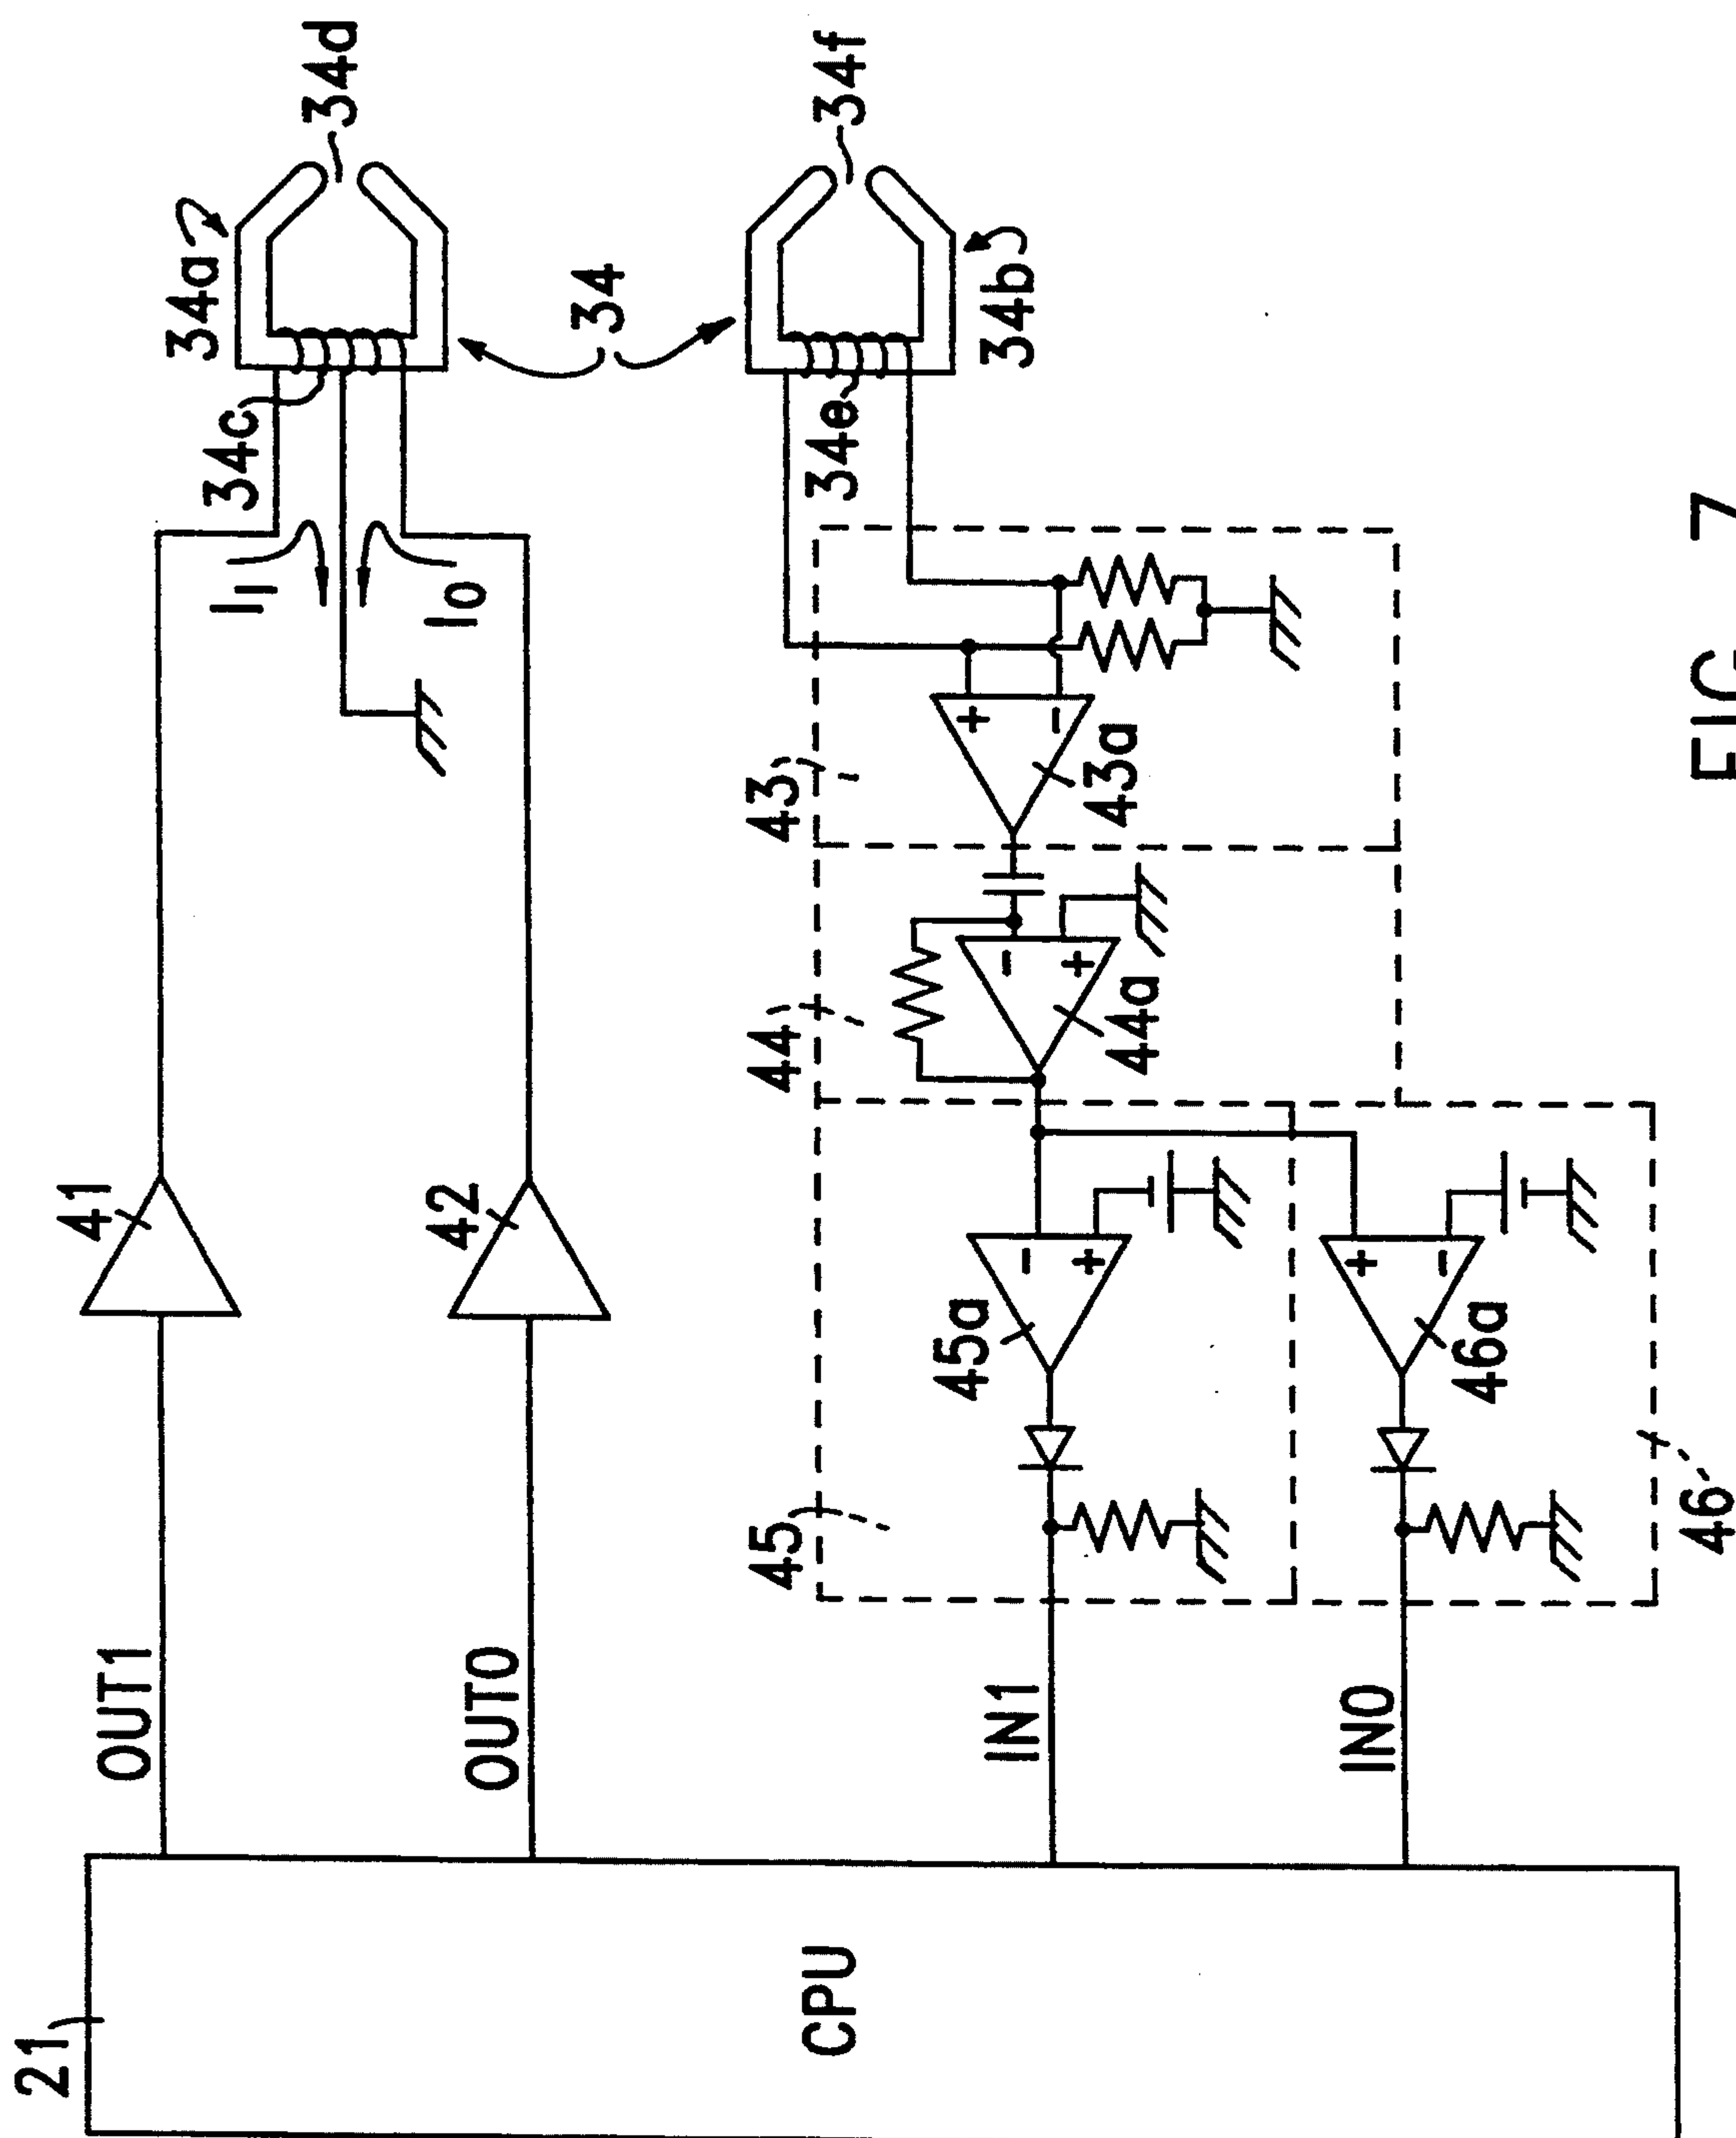 21
CPU
OUT1
OUT0
IN1
IN0
41
42
I1
I0
34a
34c
34d
34
34e
34b
34f
43
43a
44
44a
45
45a
46a
46
+
-
-
+
-
+
+
-
FIG. 7